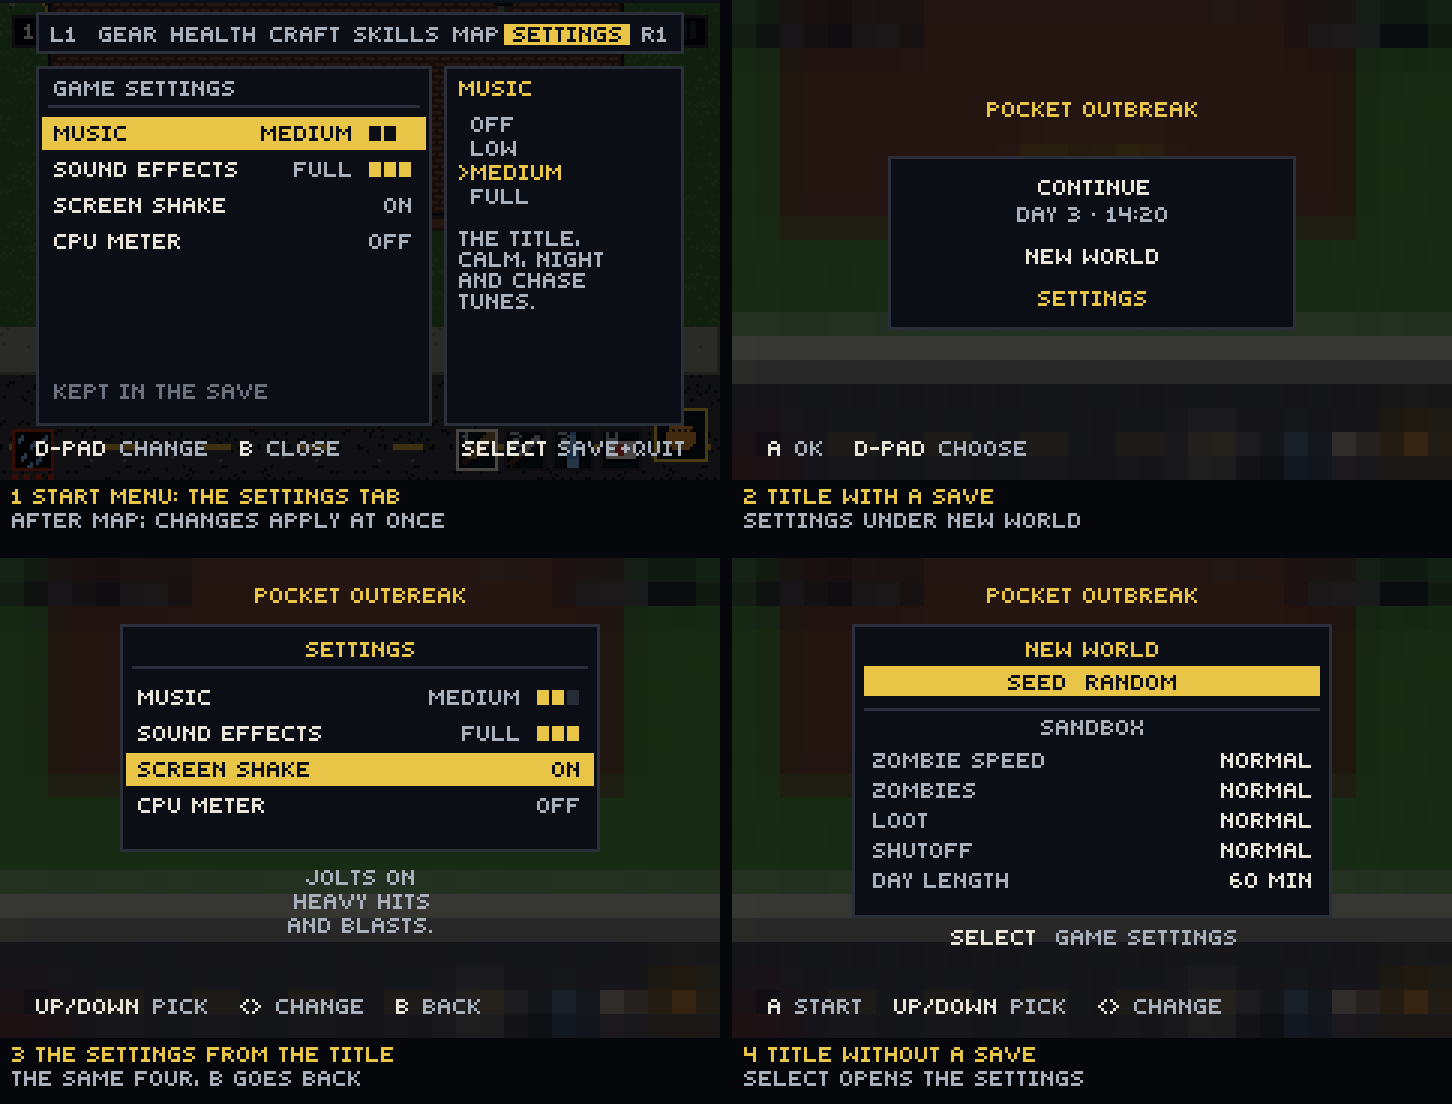 1
L1 GEAR HEALTH CRAFT SKILLS MAP SETTINGS R1
GAME SETTINGS
MUSIC MEDIUM
SOUND EFFECTS FULL
SCREEN SHAKE ON
CPU METER OFF
KEPT IN THE SAVE
MUSIC
OFF
LOW
>MEDIUM
FULL
THE TITLE,
CALM, NIGHT
AND CHASE
TUNES.
D-PAD CHANGE B CLOSE SELECT SAVE+QUIT
1 START MENU: THE SETTINGS TAB
AFTER MAP; CHANGES APPLY AT ONCE
POCKET OUTBREAK
CONTINUE
DAY 3 · 14:20
NEW WORLD
SETTINGS
A OK D-PAD CHOOSE
2 TITLE WITH A SAVE
SETTINGS UNDER NEW WORLD
POCKET OUTBREAK
SETTINGS
MUSIC MEDIUM
SOUND EFFECTS FULL
SCREEN SHAKE ON
CPU METER OFF
JOLTS ON
HEAVY HITS
AND BLASTS.
UP/DOWN PICK <> CHANGE B BACK
3 THE SETTINGS FROM THE TITLE
THE SAME FOUR. B GOES BACK
POCKET OUTBREAK
NEW WORLD
SEED RANDOM
SANDBOX
ZOMBIE SPEED NORMAL
ZOMBIES NORMAL
LOOT NORMAL
SHUTOFF NORMAL
DAY LENGTH 60 MIN
SELECT GAME SETTINGS
A START UP/DOWN PICK <> CHANGE
4 TITLE WITHOUT A SAVE
SELECT OPENS THE SETTINGS